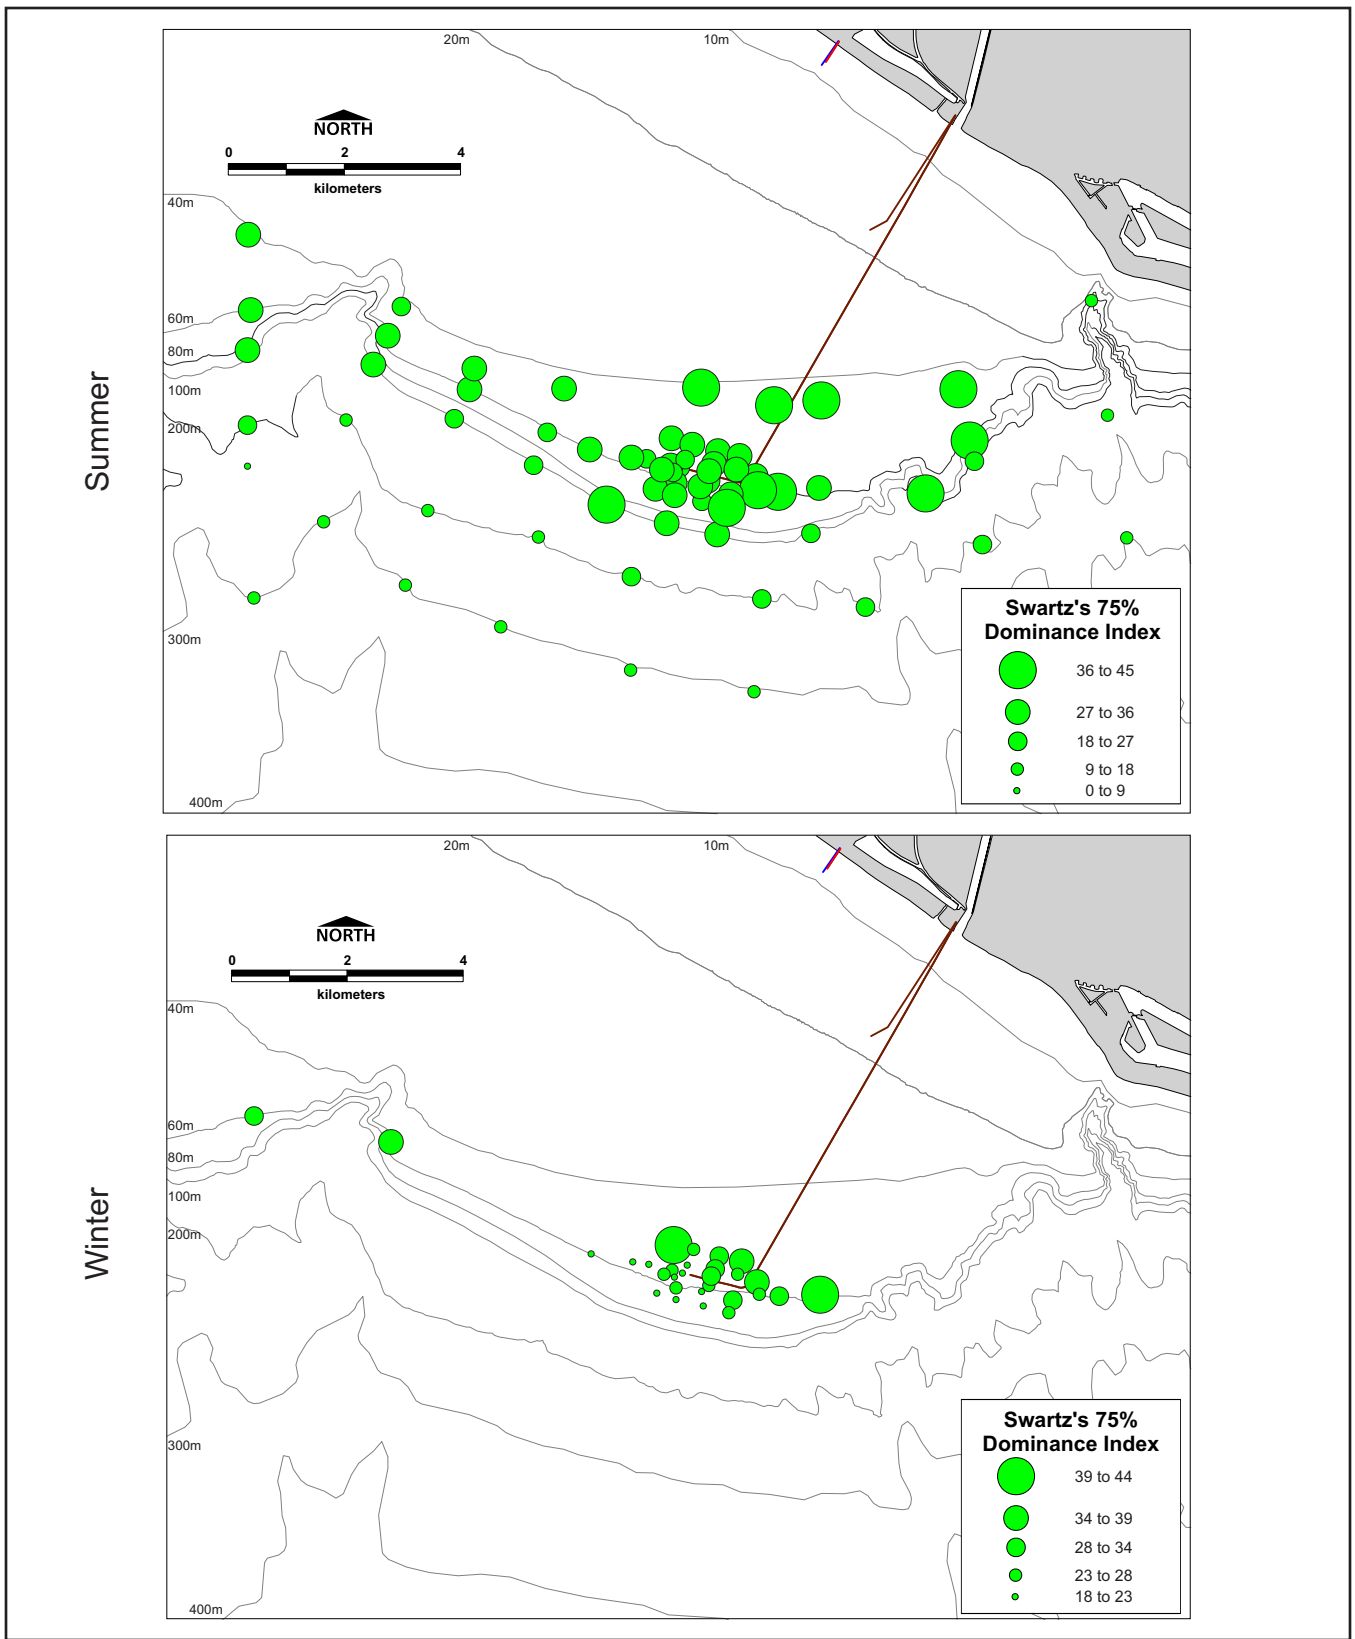 Summer
20m
10m
NORTH
0 2 4
kilometers
40m
60m
80m
100m
200m
300m
400m
Swartz's 75%
Dominance Index
36 to 45
27 to 36
18 to 27
9 to 18
0 to 9
Winter
20m
10m
NORTH
0 2 4
kilometers
40m
60m
80m
100m
200m
300m
400m
Swartz's 75%
Dominance Index
39 to 44
34 to 39
28 to 34
23 to 28
18 to 23